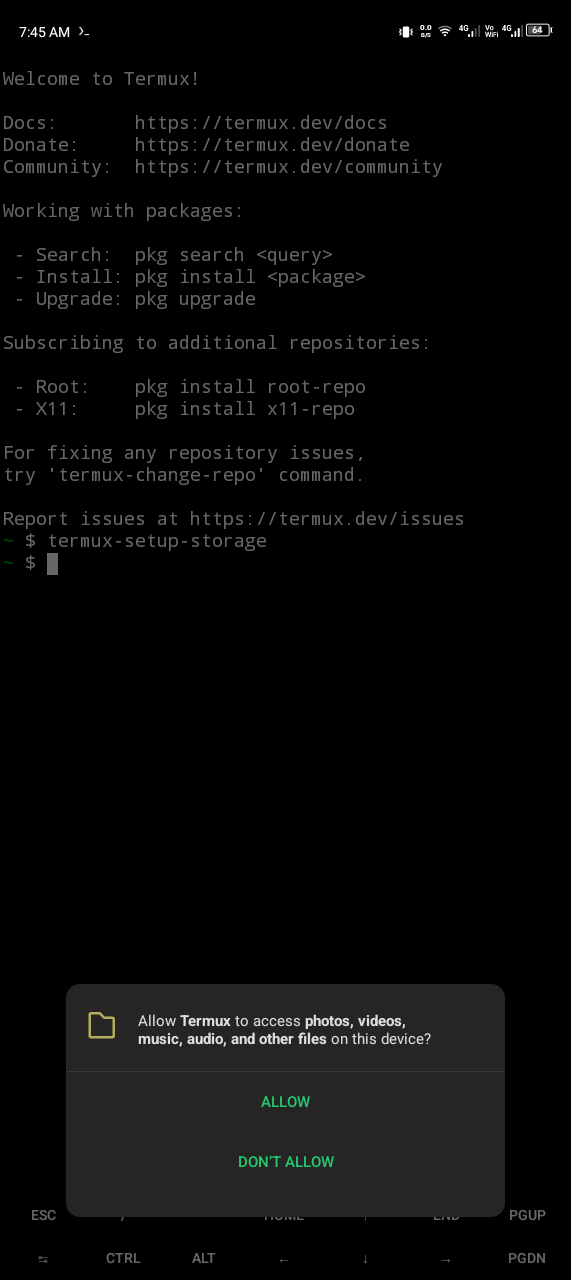 7:45 AM
0.0 B/S 4G Vo WiFi 4G 64
Welcome to Termux!
Docs: https://termux.dev/docs
Donate: https://termux.dev/donate
Community: https://termux.dev/community
Working with packages:
- Search: pkg search <query>
- Install: pkg install <package>
- Upgrade: pkg upgrade
Subscribing to additional repositories:
- Root: pkg install root-repo
- X11: pkg install x11-repo
For fixing any repository issues,
try 'termux-change-repo' command.
Report issues at https://termux.dev/issues
~ $ termux-setup-storage
~ $
Allow Termux to access photos, videos,
music, audio, and other files on this device?
ALLOW
DON'T ALLOW
ESC / HOME ↑ END PGUP
↹ CTRL ALT ← ↓ → PGDN